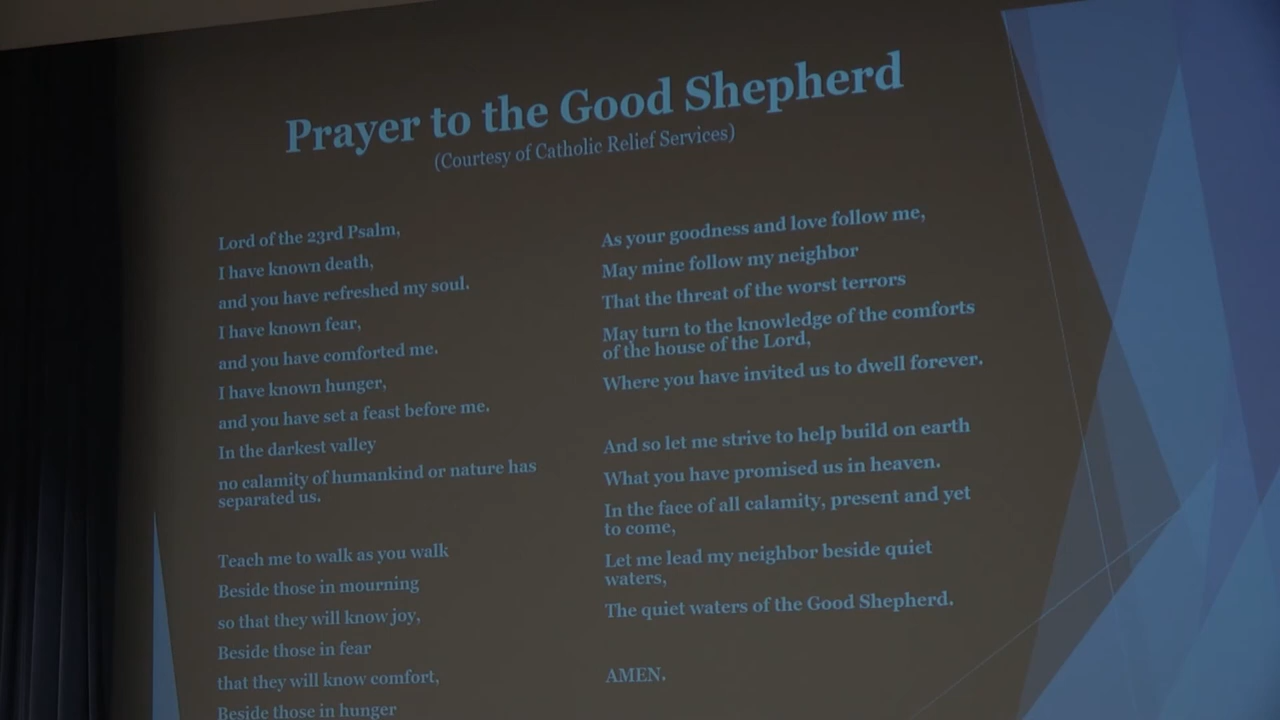 Prayer to the Good Shepherd
(Courtesy of Catholic Relief Services)
Lord of the 23rd Psalm,
I have known death,
and you have refreshed my soul.
I have known fear,
and you have comforted me.
I have known hunger,
and you have set a feast before me.
In the darkest valley
no calamity of humankind or nature has
separated us.
Teach me to walk as you walk
Beside those in mourning
so that they will know joy,
Beside those in fear
that they will know comfort,
Beside those in hunger
As your goodness and love follow me,
May mine follow my neighbor
That the threat of the worst terrors
May turn to the knowledge of the comforts
of the house of the Lord,
Where you have invited us to dwell forever.
And so let me strive to help build on earth
What you have promised us in heaven.
In the face of all calamity, present and yet
to come,
Let me lead my neighbor beside quiet
waters,
The quiet waters of the Good Shepherd.
AMEN.